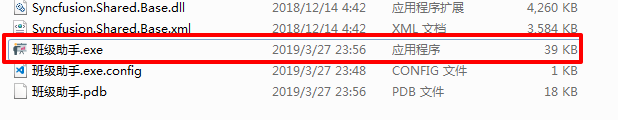 Syncfusion.Shared.Base.dll 2018/12/14 4:42 应用程序扩展 4,260 KB
Syncfusion.Shared.Base.xml 2018/12/14 4:42 XML 文档 3,584 KB
班级助手.exe 2019/3/27 23:56 应用程序 39 KB
班级助手.exe.config 2019/3/27 23:48 CONFIG 文件 1 KB
班级助手.pdb 2019/3/27 23:56 PDB 文件 18 KB